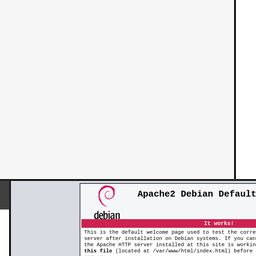 Apache2 Debian Default
debian
It works!
This is the default welcome page used to test the corre
server after installation on Debian systems. If you can
the Apache HTTP server installed at this site is workin
this file (located at /var/www/html/index.html) before